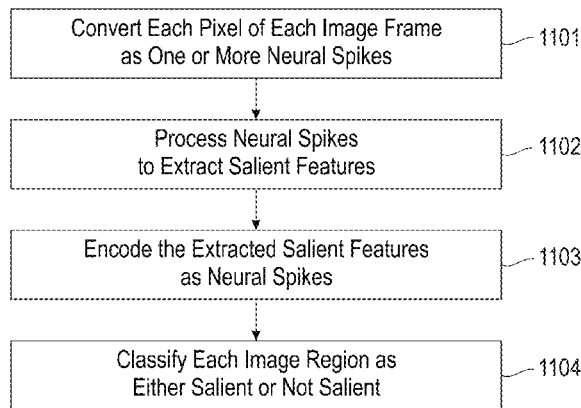 Convert Each Pixel of Each Image Frame
as One or More Neural Spikes
1101
Process Neural Spikes
to Extract Salient Features
1102
Encode the Extracted Salient Features
as Neural Spikes
1103
Classify Each Image Region as
Either Salient or Not Salient
1104